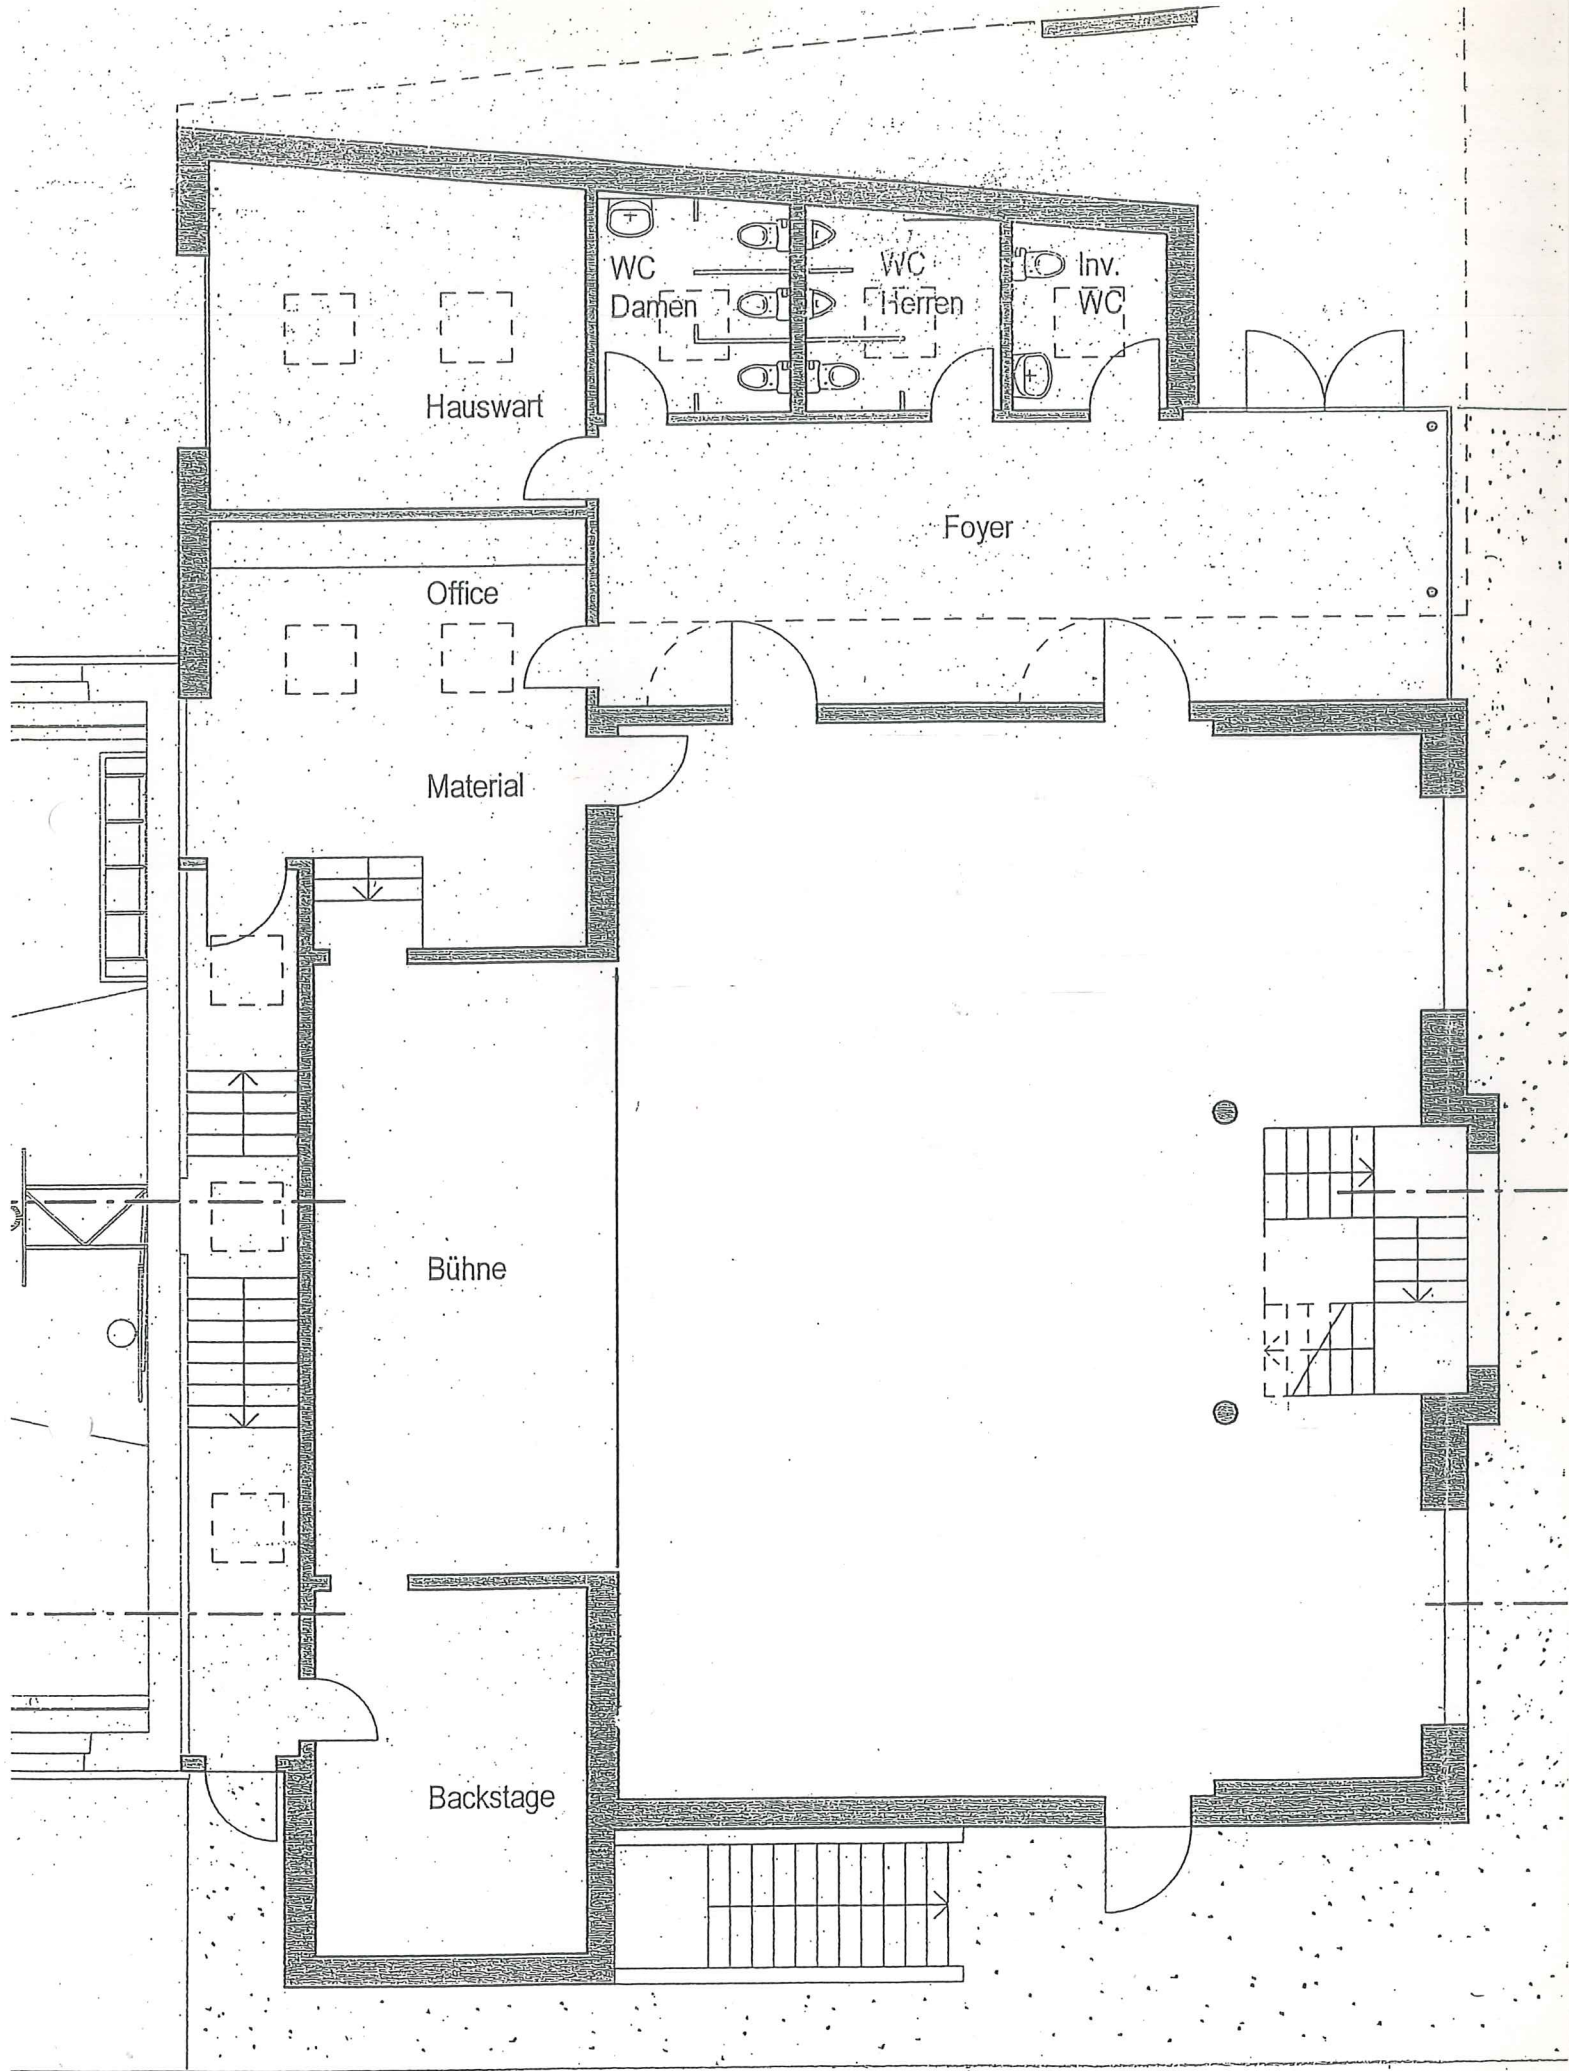 WC
Damen
WC
Herren
Inv.
WC
Hauswart
Foyer
Office
Material
Bühne
Backstage